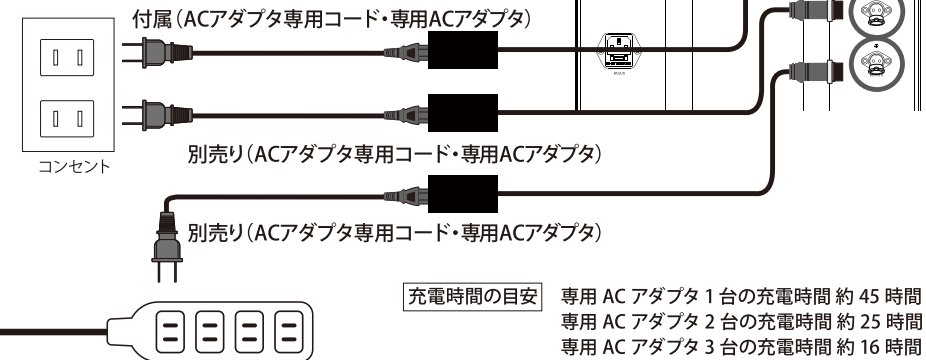 付属（ACアダプタ専用コード・専用ACアダプタ）
コンセント
別売り（ACアダプタ専用コード・専用ACアダプタ）
別売り（ACアダプタ専用コード・専用ACアダプタ）
充電時間の目安
専用 AC アダプタ 1 台の充電時間 約 45 時間
専用 AC アダプタ 2 台の充電時間 約 25 時間
専用 AC アダプタ 3 台の充電時間 約 16 時間